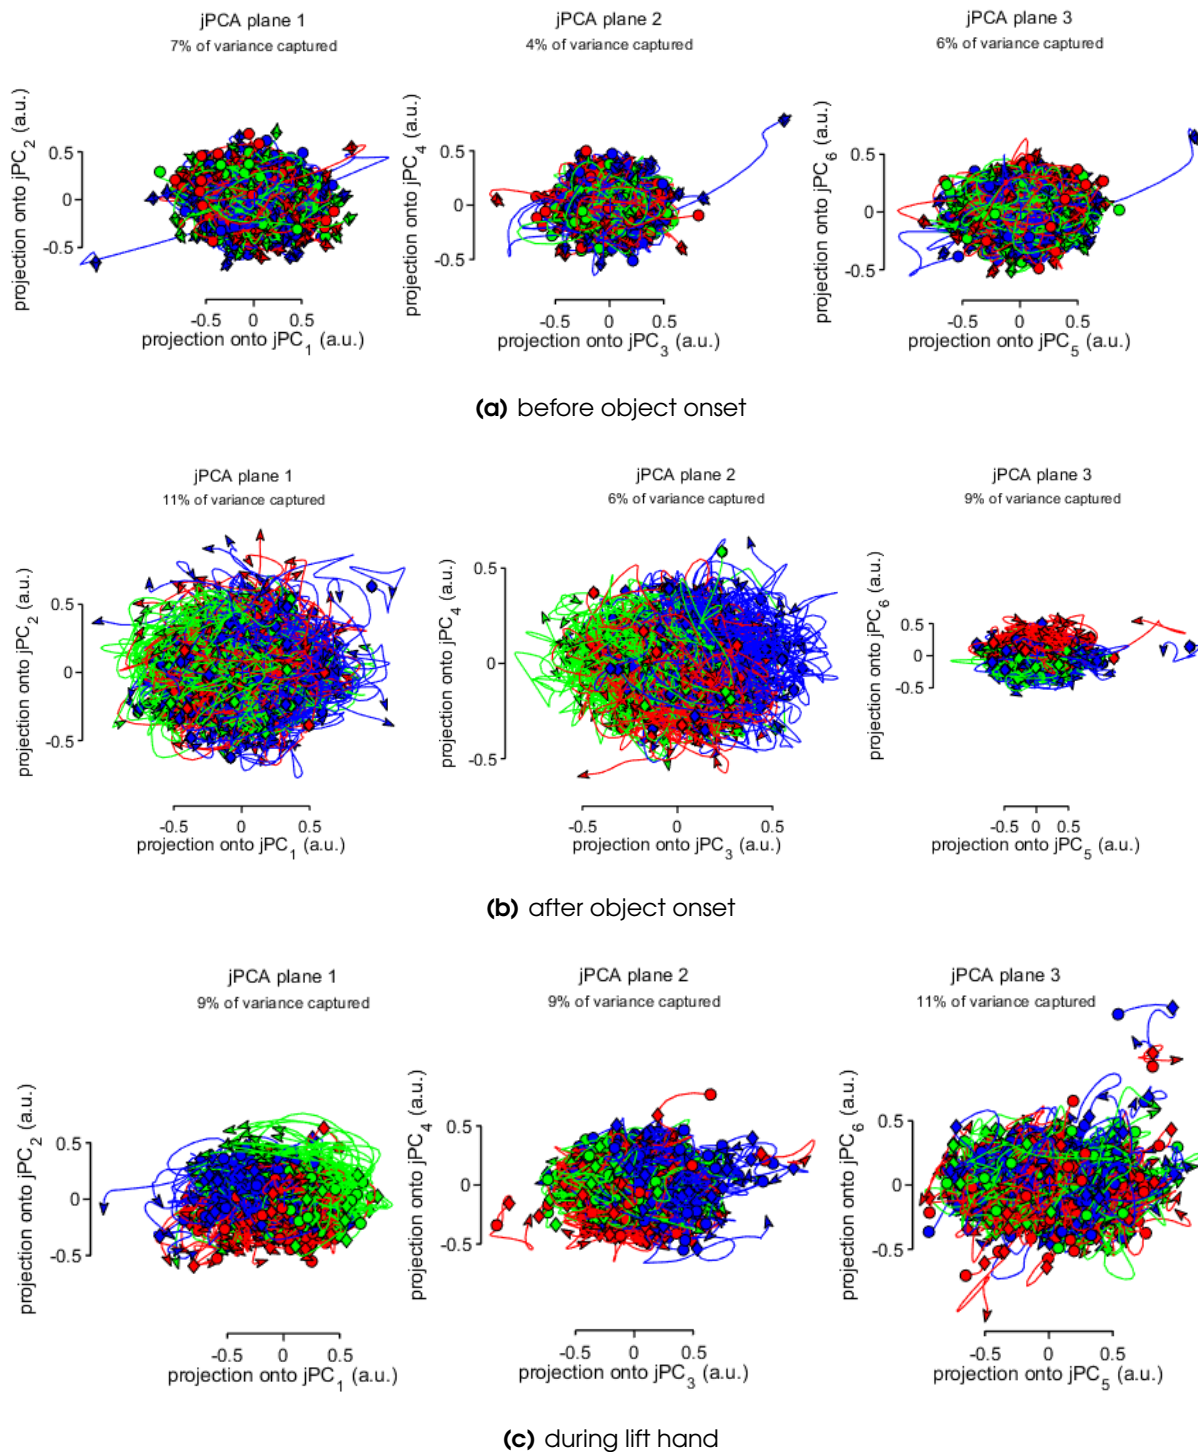 jPCA plane 1
7% of variance captured
projection onto jPC2 (a.u.)
0.5
0
-0.5
-0.5 0 0.5
projection onto jPC1 (a.u.)
jPCA plane 2
4% of variance captured
projection onto jPC4 (a.u.)
0.5
0
-0.5
-0.5 0 0.5
projection onto jPC3 (a.u.)
jPCA plane 3
6% of variance captured
projection onto jPC6 (a.u.)
0.5
0
-0.5
-0.5 0 0.5
projection onto jPC5 (a.u.)
(a) before object onset
jPCA plane 1
11% of variance captured
projection onto jPC2 (a.u.)
0.5
0
-0.5
-0.5 0 0.5
projection onto jPC1 (a.u.)
jPCA plane 2
6% of variance captured
projection onto jPC4 (a.u.)
0.5
0
-0.5
-0.5 0 0.5
projection onto jPC3 (a.u.)
jPCA plane 3
9% of variance captured
projection onto jPC6 (a.u.)
0.5
0
-0.5
-0.5 0 0.5
projection onto jPC5 (a.u.)
(b) after object onset
jPCA plane 1
9% of variance captured
projection onto jPC2 (a.u.)
0.5
0
-0.5
-0.5 0 0.5
projection onto jPC1 (a.u.)
jPCA plane 2
9% of variance captured
projection onto jPC4 (a.u.)
0.5
0
-0.5
-0.5 0 0.5
projection onto jPC3 (a.u.)
jPCA plane 3
11% of variance captured
projection onto jPC6 (a.u.)
0.5
0
-0.5
-0.5 0 0.5
projection onto jPC5 (a.u.)
(c) during lift hand